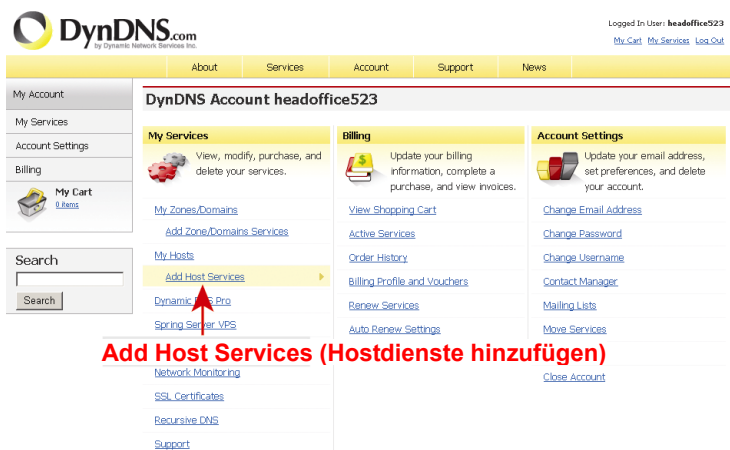 DynDNS.com
by Dynamic Network Services Inc.
Logged In User: headoffice523
My Cart My Services Log Out
About Services Account Support News
My Account
My Services
Account Settings
Billing
My Cart
0 items
Search
Search
DynDNS Account headoffice523
My Services
View, modify, purchase, and
delete your services.
My Zones/Domains
Add Zone/Domains Services
My Hosts
Add Host Services
Dynamic Pro
Spring Server VPS
Network Monitoring
SSL Certificates
Recursive DNS
Support
Billing
Update your billing
information, complete a
purchase, and view invoices.
View Shopping Cart
Active Services
Order History
Billing Profile and Vouchers
Renew Services
Auto Renew Settings
Account Settings
Update your email address,
set preferences, and delete
your account.
Change Email Address
Change Password
Change Username
Contact Manager
Mailing Lists
Move Services
Close Account
Add Host Services (Hostdienste hinzufügen)